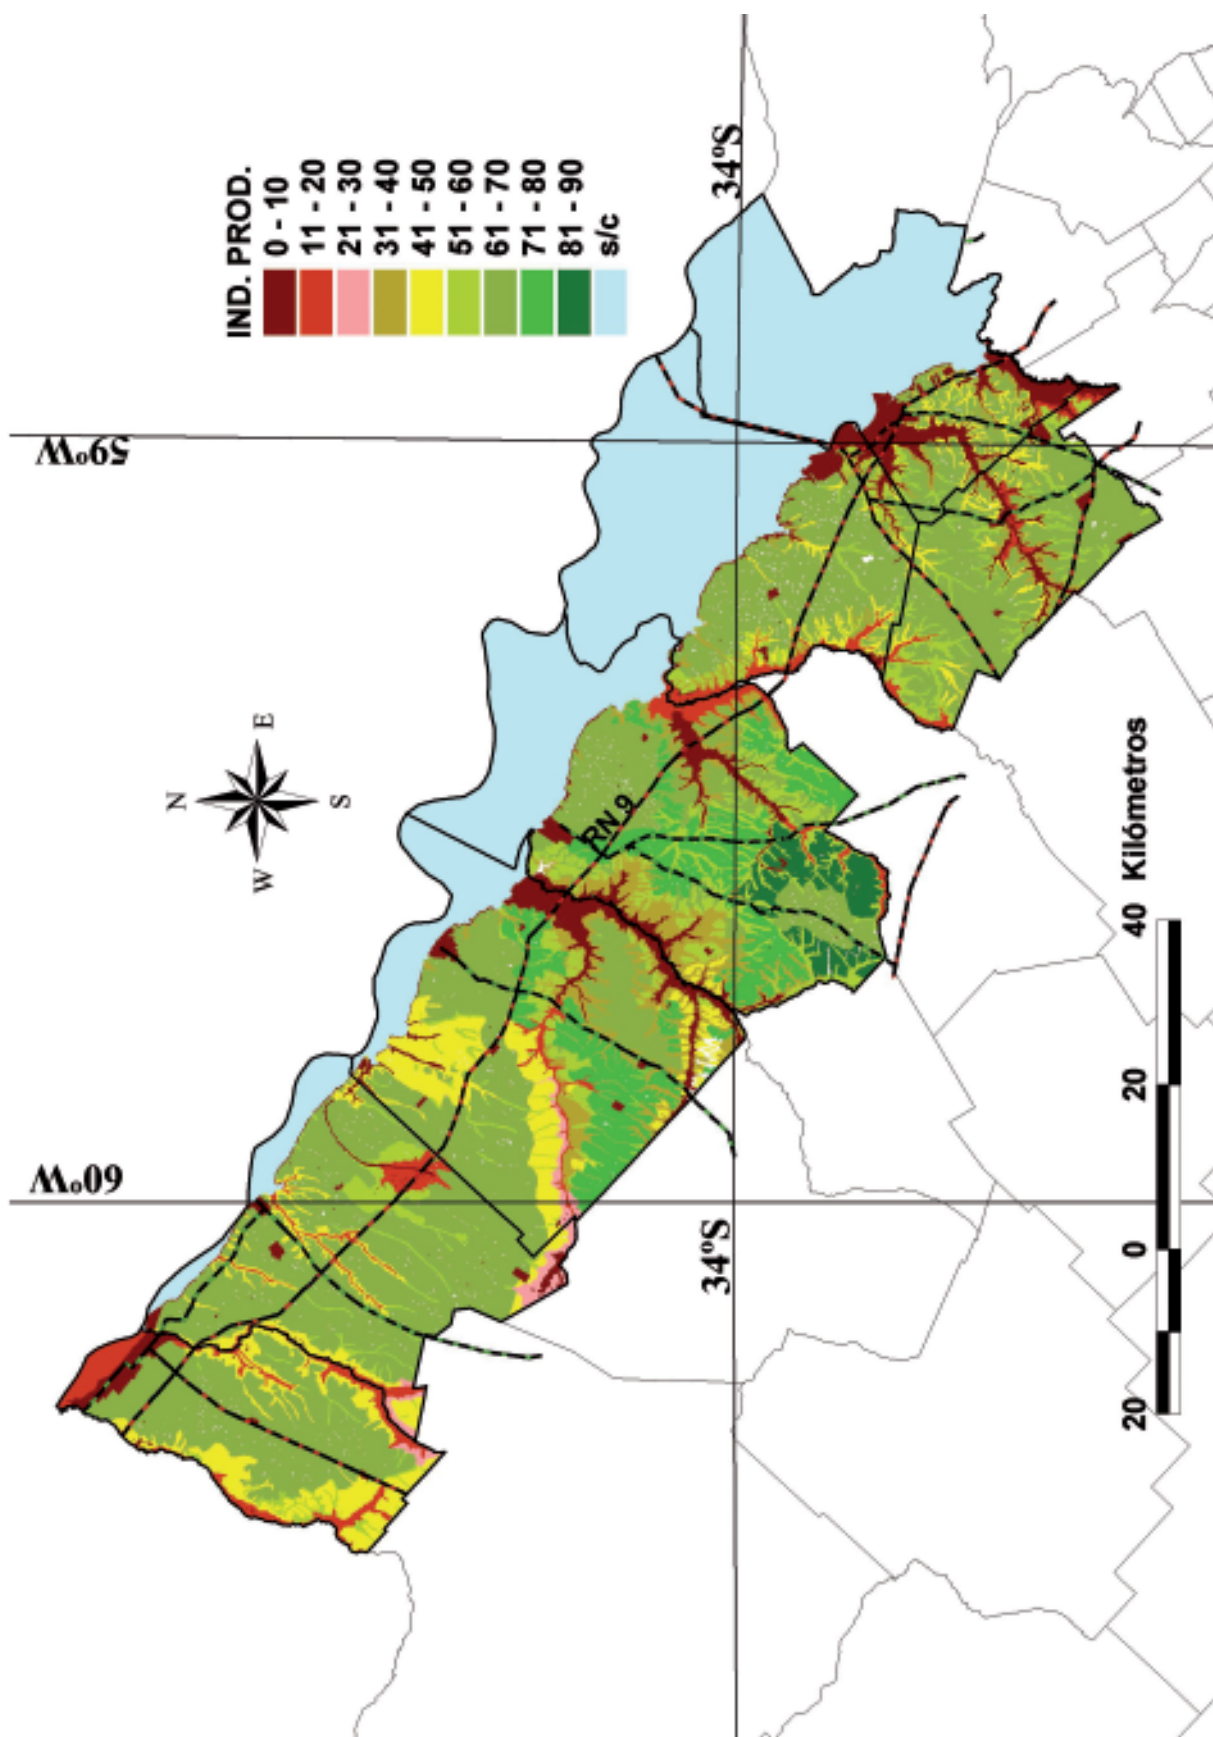 N
W
E
S
59°W
60°W
34°S
34°S
RN 9
IND. PROD.
0 - 10
11 - 20
21 - 30
31 - 40
41 - 50
51 - 60
61 - 70
71 - 80
81 - 90
s/c
20 0 20 40 Kilómetros